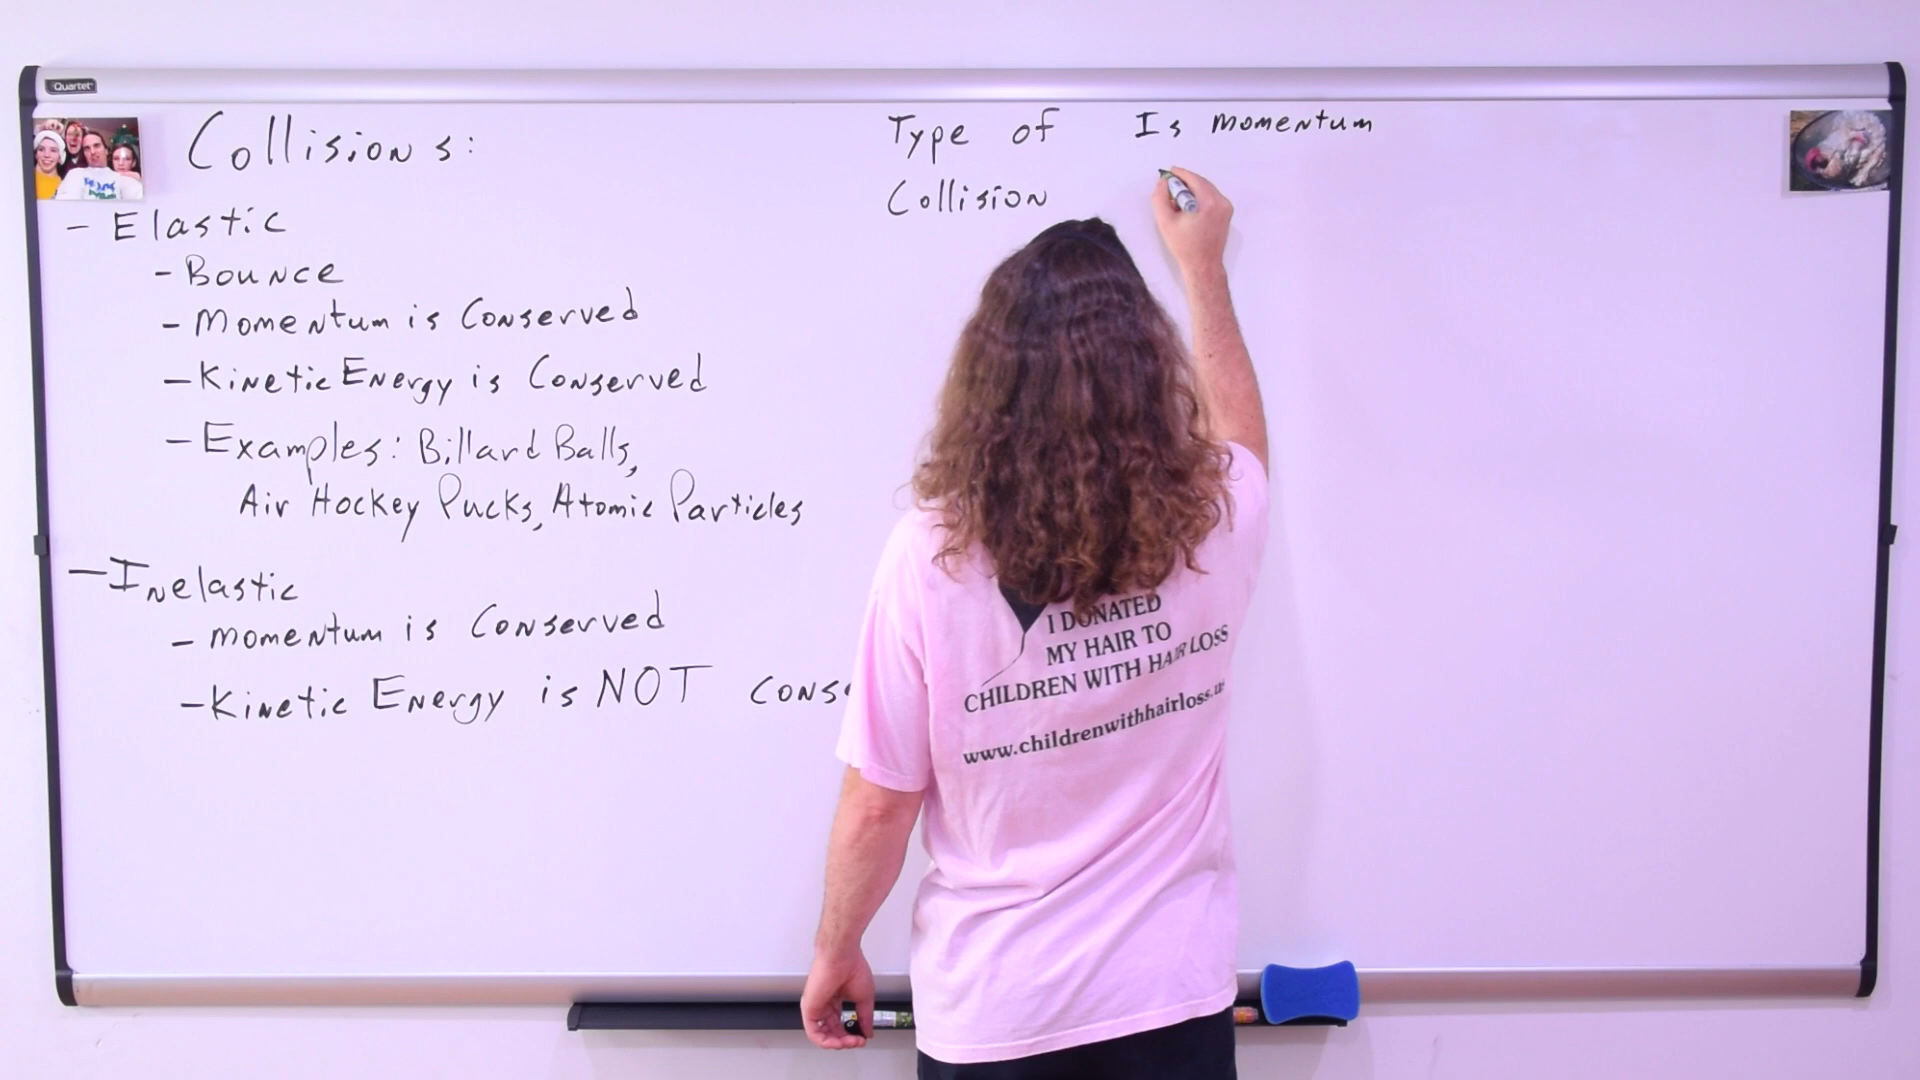 Quartet
Collisions:
- Elastic
- Bounce
- Momentum is Conserved
- Kinetic Energy is Conserved
- Examples: Billard Balls,
Air Hockey Pucks, Atomic Particles
- Inelastic
- Momentum is Conserved
- Kinetic Energy is NOT cons
Type of
Collision
Is Momentum
I DONATED
MY HAIR TO
CHILDREN WITH HAIR LOSS
www.childrenwithhairloss.us